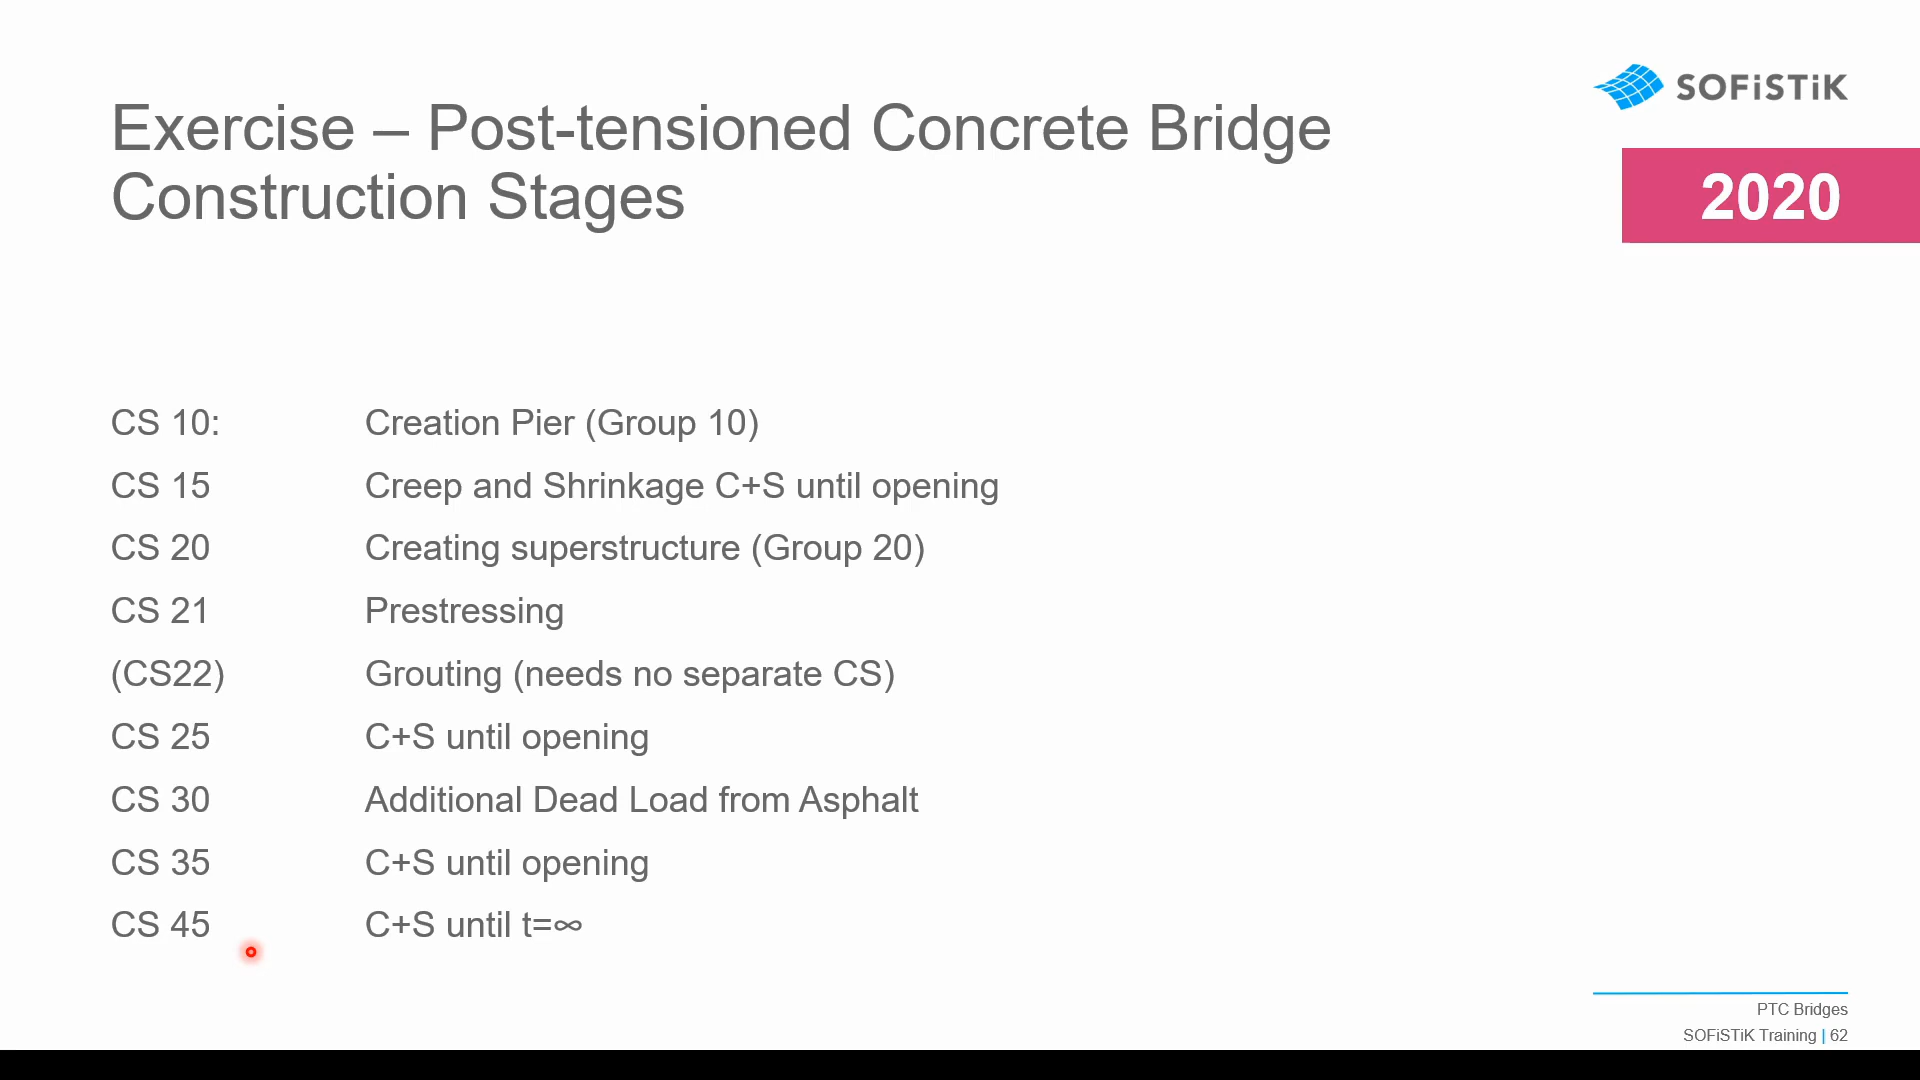 SOFiSTiK
Exercise – Post-tensioned Concrete Bridge
Construction Stages
2020
CS 10: Creation Pier (Group 10)
CS 15 Creep and Shrinkage C+S until opening
CS 20 Creating superstructure (Group 20)
CS 21 Prestressing
(CS22) Grouting (needs no separate CS)
CS 25 C+S until opening
CS 30 Additional Dead Load from Asphalt
CS 35 C+S until opening
CS 45 C+S until t=∞
PTC Bridges
SOFiSTiK Training | 62